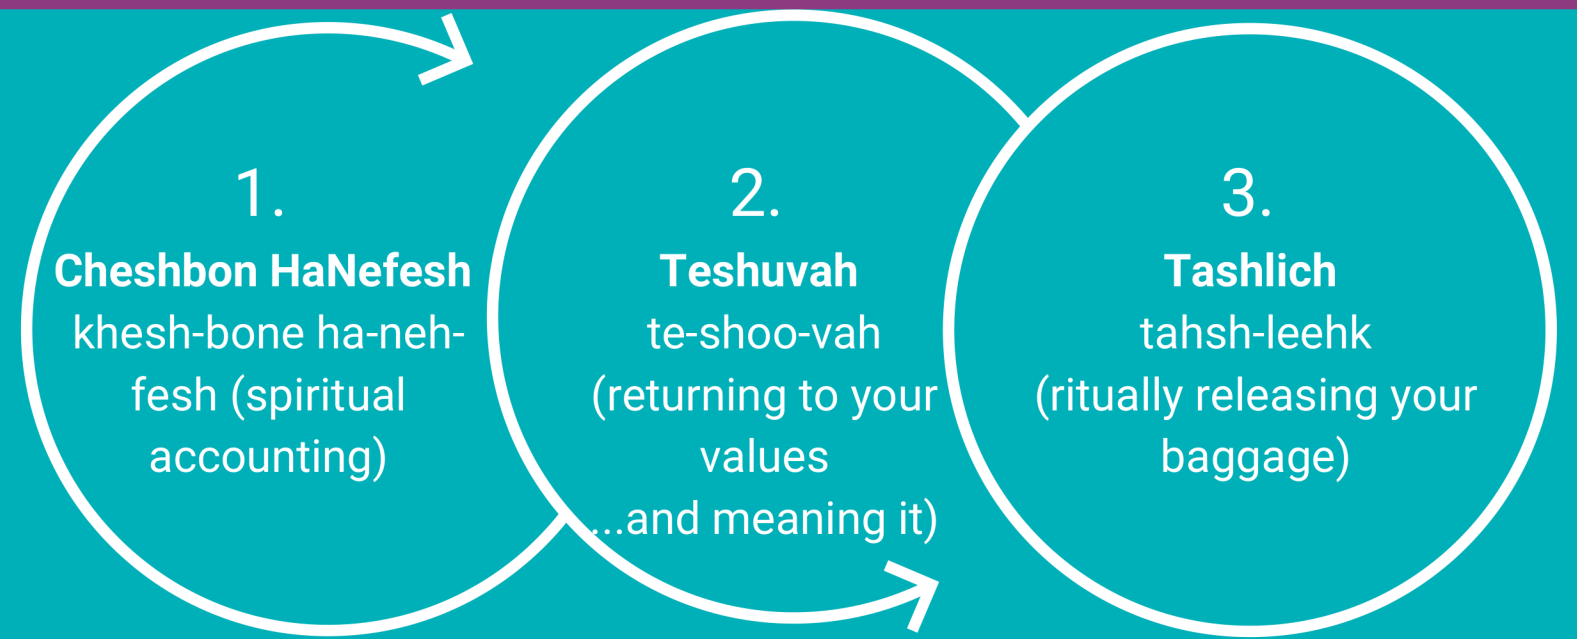 1.
Cheshbon HaNefesh
khesh-bone ha-neh-
fesh (spiritual
accounting)
2.
Teshuvah
te-shoo-vah
(returning to your
values
...and meaning it)
3.
Tashlich
tahsh-leehk
(ritually releasing your
baggage)